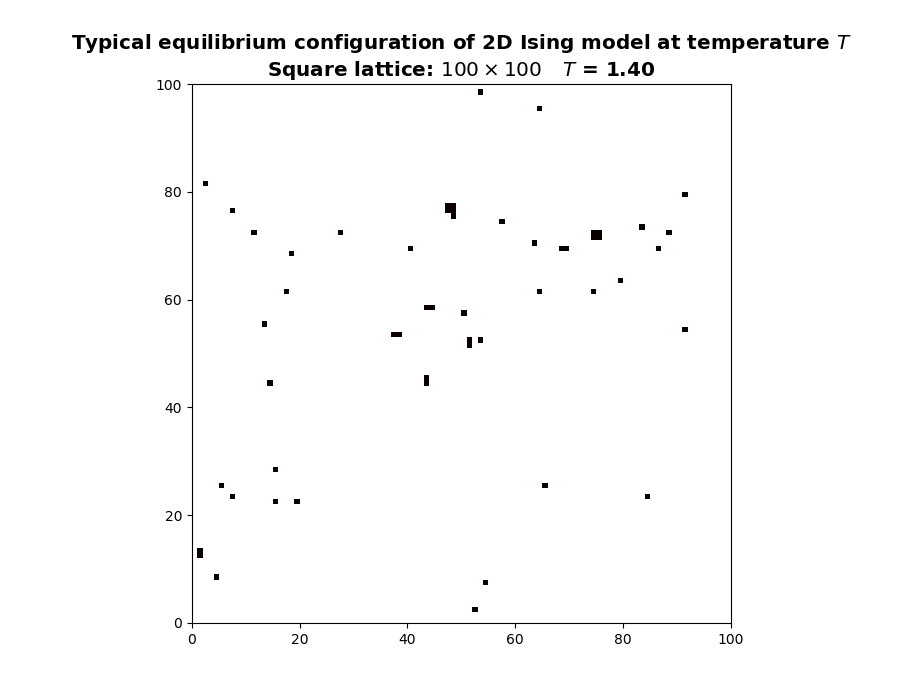 Typical equilibrium configuration of 2D Ising model at temperature T
Square lattice: 100 × 100 T = 1.40
100
80
60
40
20
0
0 20 40 60 80 100